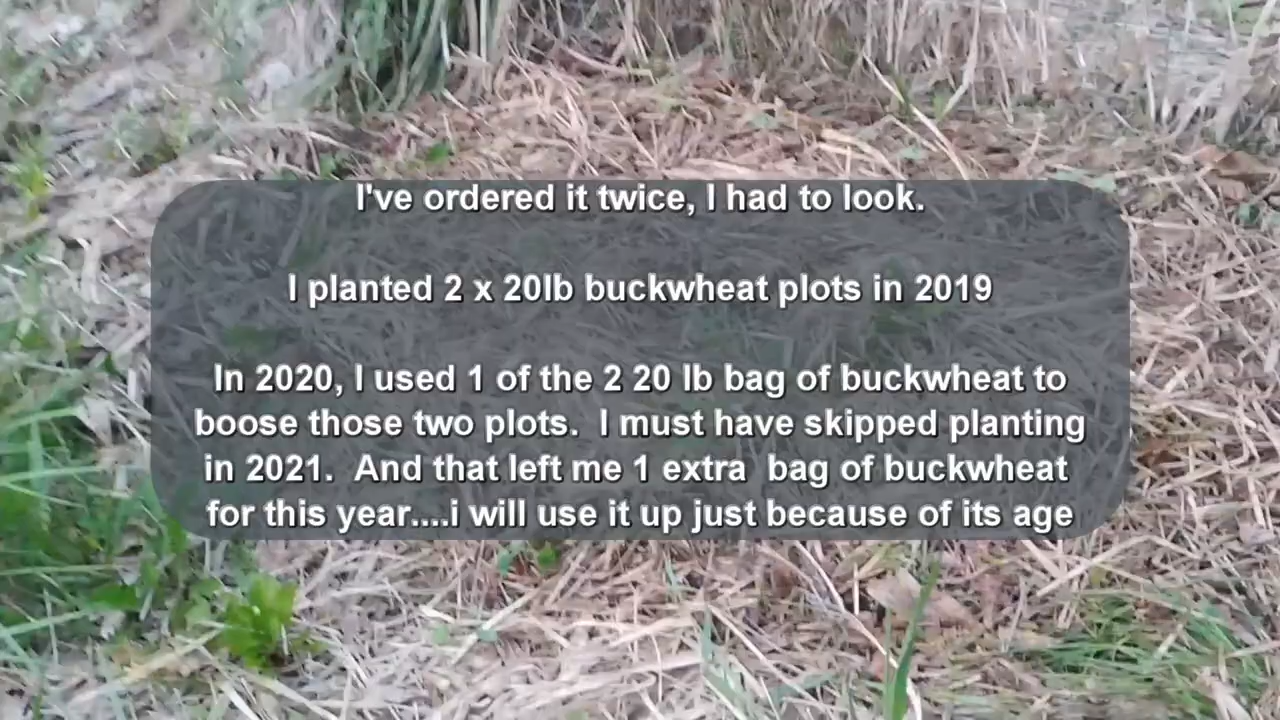 I've ordered it twice, I had to look.
I planted 2 x 20lb buckwheat plots in 2019
In 2020, I used 1 of the 2 20 lb bag of buckwheat to
boose those two plots.  I must have skipped planting
in 2021.  And that left me 1 extra  bag of buckwheat
for this year....i will use it up just because of its age